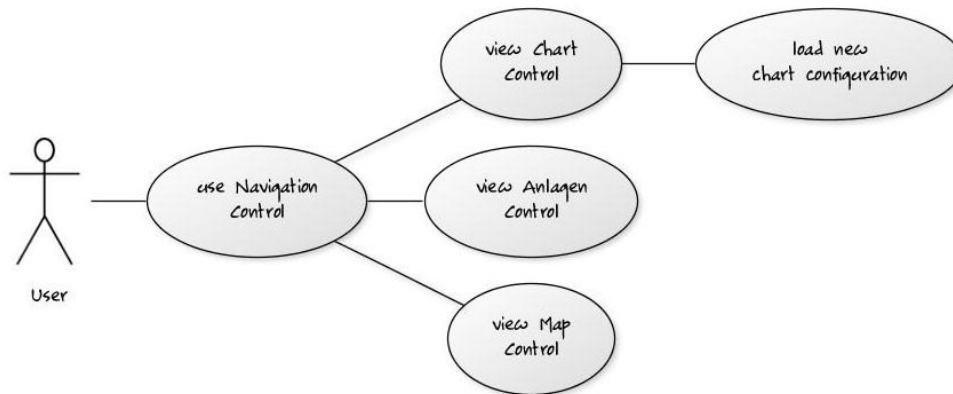 view Chart
Control
load new
chart configuration
use Navigation
Control
view Anlagen
Control
User
view Map
Control